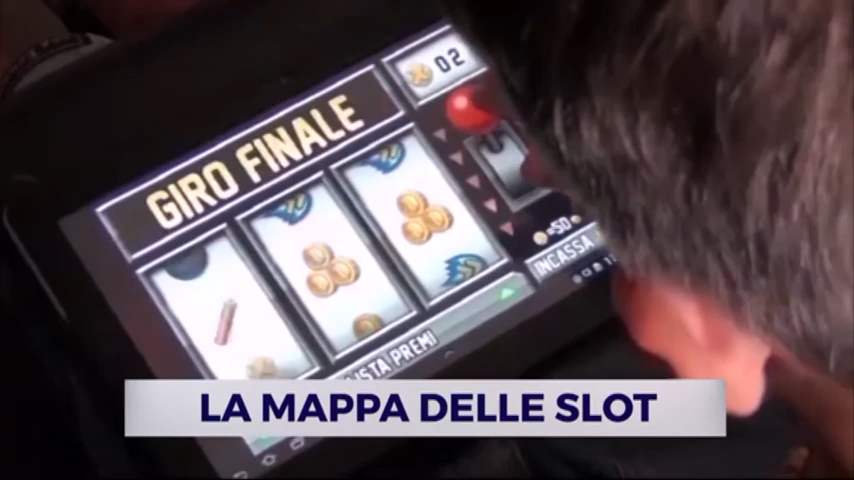 02
GIRO FINALE
=50
INCASSA
LISTA PREMI
LA MAPPA DELLE SLOT